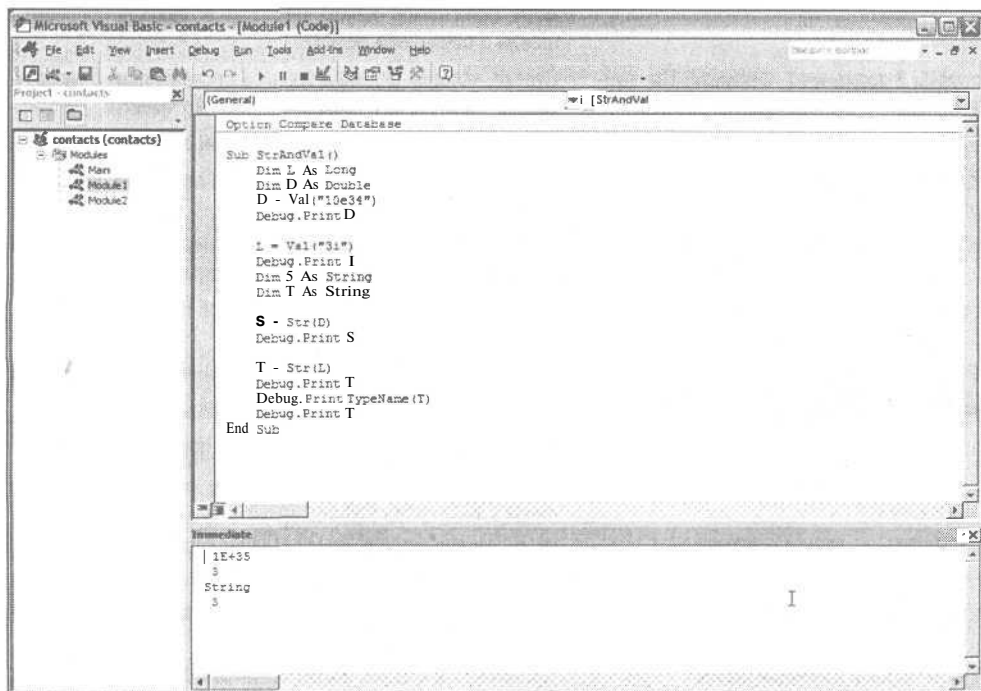 Microsoft Visual Basic - contacts - [Module1 (Code)]
File Edit View Insert Debug Run Tools Add-Ins Window Help
Project - contacts
contacts (contacts)
Modules
Main
Module1
Module2
(General)
[StrAndVal
Option Compare Database
Sub StrAndVal()
Dim L As Long
Dim D As Double
D - Val("10e34")
Debug.Print D
L = Val("3i")
Debug.Print I
Dim 5 As String
Dim T As String
S - Str(D)
Debug.Print S
T - Str(L)
Debug.Print T
Debug.Print TypeName(T)
Debug.Print T
End Sub
Immediate
1E+35
3
String
3